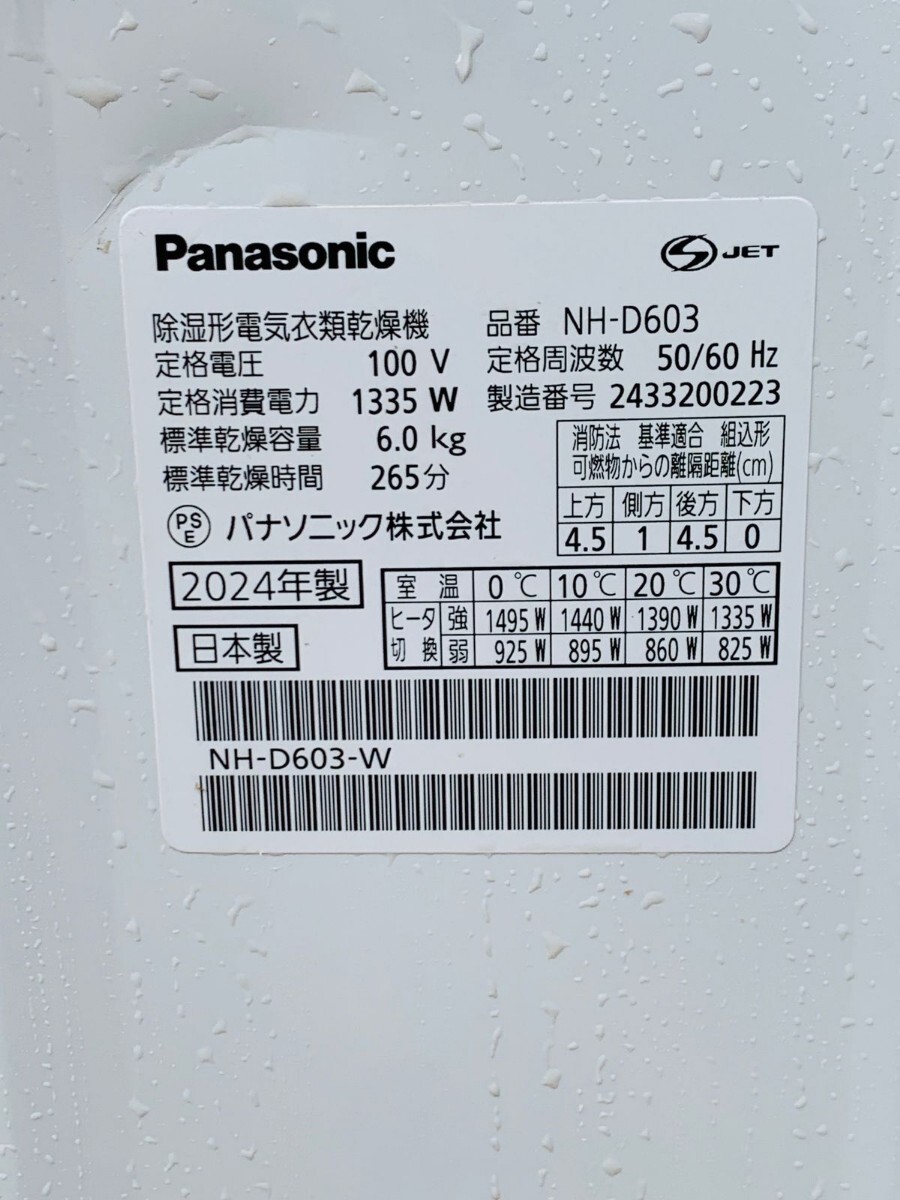 Panasonic
S JET
除湿形電気衣類乾燥機 品番 NH-D603
定格電圧 100 V 定格周波数 50/60 Hz
定格消費電力 1335 W 製造番号 2433200223
標準乾燥容量 6.0 kg
標準乾燥時間 265分
消防法 基準適合 組込形
可燃物からの離隔距離(cm)
上方 側方 後方 下方
4.5 1 4.5 0
PS E パナソニック株式会社
2024年製
日本製
室温 0℃ 10℃ 20℃ 30℃
ヒータ 強 1495 W 1440 W 1390 W 1335 W
切換 弱 925 W 895 W 860 W 825 W
NH-D603-W